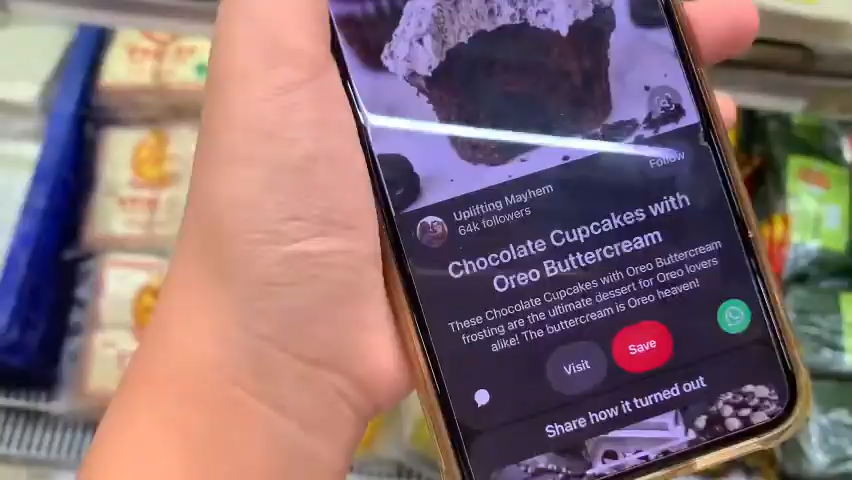 Follow
Uplifting Mayhem
64k followers
Chocolate Cupcakes with
Oreo Buttercream
These Chocolate Cupcakes with Oreo Buttercream
frosting are the ultimate dessert for Oreo lovers
alike! The buttercream is Oreo heaven!
Visit
Save
Share how it turned out